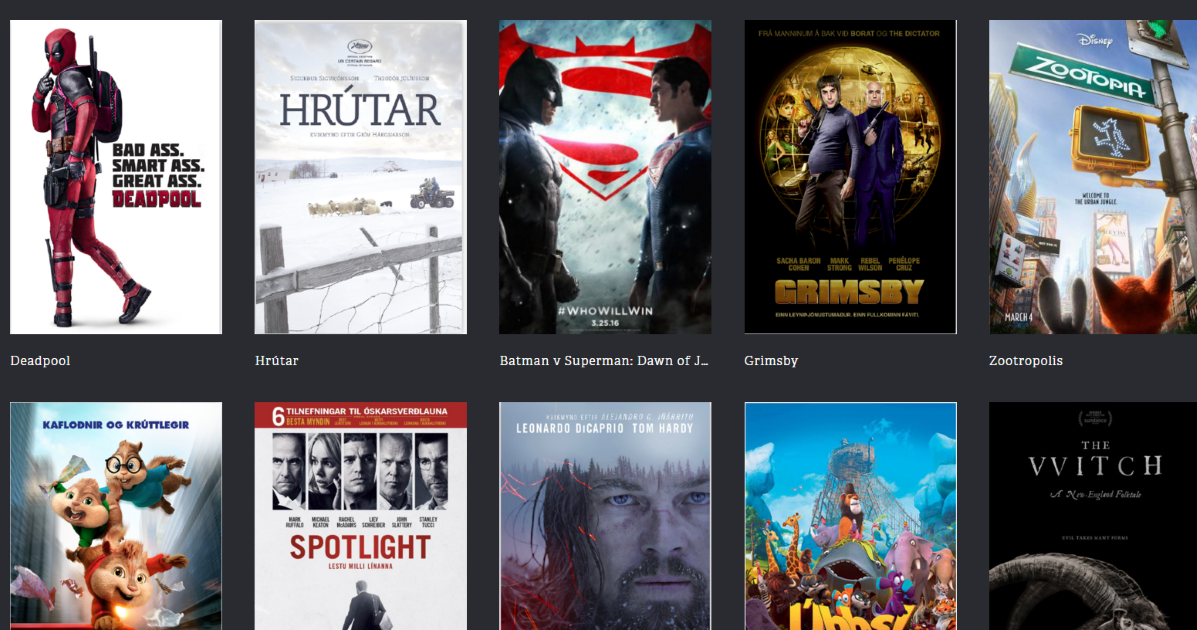 BAD ASS.
SMART ASS.
GREAT ASS.
DEADPOOL
UN CERTAIN REGARD
SIGURÐUR SIGURJÓNSSON THEODÓR JÚLÍUSSON
HRÚTAR
KVIKMYND EFTIR GRÍM HÁKONARSON
#WHOWILLWIN
3.25.16
FRÁ MANNINUM Á BAK VIÐ BORAT OG THE DICTATOR
SACHA BARON COHEN
MARK STRONG
REBEL WILSON
PENÉLOPE CRUZ
GRIMSBY
EINN LEYNIÞJÓNUSTUMAÐUR. EINN FULLKOMINN FÁVITI.
Disney
ZOOTOPIA
WELCOME TO
THE URBAN JUNGLE.
MARCH 4
Deadpool
Hrútar
Batman v Superman: Dawn of J...
Grimsby
Zootropolis
KAFLOÐNIR OG KRÚTTLEGIR
6 TILNEFNINGAR TIL ÓSKARSVERÐLAUNA
BESTA MYNDIN
MARK RUFFALO
MICHAEL KEATON
RACHEL McADAMS
LIEV SCHREIBER
JOHN SLATTERY
STANLEY TUCCI
SPOTLIGHT
LESTU MILLI LÍNANNA
KVIKMYND EFTIR ALEJANDRO G. IÑÁRRITU
LEONARDO DiCAPRIO TOM HARDY
Úbbs!
THE
VVITCH
A New-England Folktale
EVIL TAKES MANY FORMS